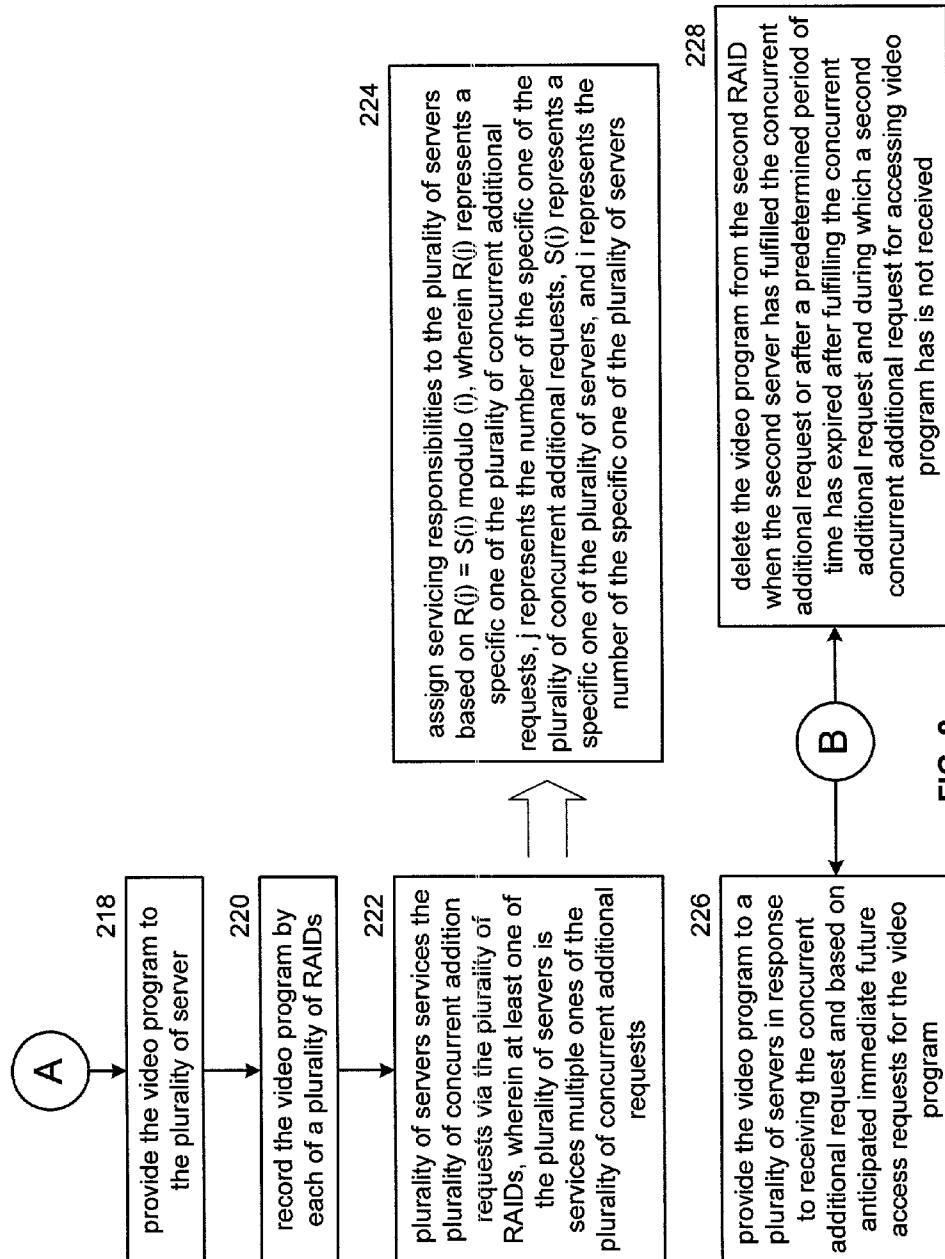 A
218
provide the video program to
the plurality of server
220
record the video program by
each of a plurality of RAIDs
222
plurality of servers services the
plurality of concurrent addition
requests via the plurality of
RAIDs, wherein at least one of
the plurality of servers is
services multiple ones of the
plurality of concurrent additional
requests
224
assign servicing responsibilities to the plurality of servers
based on R(j) = S(i) modulo (i), wherein R(j) represents a
specific one of the plurality of concurrent additional
requests, j represents the number of the specific one of the
plurality of concurrent additional requests, S(i) represents a
specific one of the plurality of servers, and i represents the
number of the specific one of the plurality of servers
226
provide the video program to a
plurality of servers in response
to receiving the concurrent
additional request and based on
anticipated immediate future
access requests for the video
program
B
228
delete the video program from the second RAID
when the second server has fulfilled the concurrent
additional request or after a predetermined period of
time has expired after fulfilling the concurrent
additional request and during which a second
concurrent additional request for accessing video
program has is not received